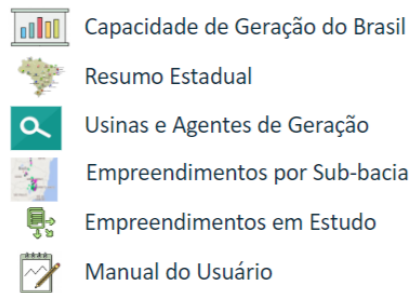 Capacidade de Geração do Brasil
Resumo Estadual
Usinas e Agentes de Geração
Empreendimentos por Sub-bacia
Empreendimentos em Estudo
Manual do Usuário